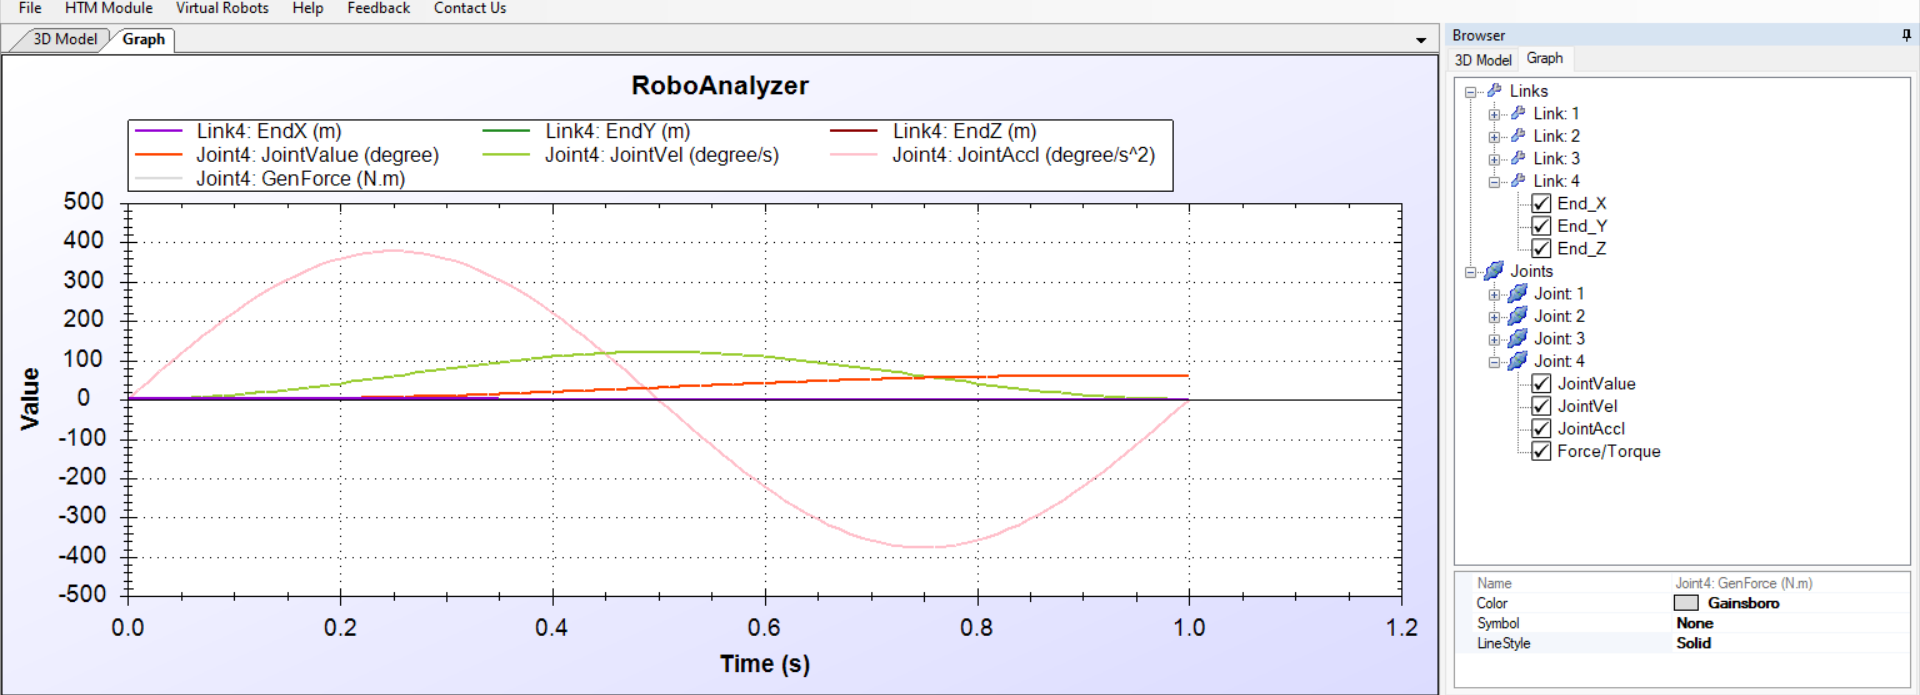 File HTM Module Virtual Robots Help Feedback Contact Us
3D Model Graph
RoboAnalyzer
Link4: EndX (m) Link4: EndY (m) Link4: EndZ (m)
Joint4: JointValue (degree) Joint4: JointVel (degree/s) Joint4: JointAccl (degree/s^2)
Joint4: GenForce (N.m)
500
400
300
200
100
0
-100
-200
-300
-400
-500
Value
0.0 0.2 0.4 0.6 0.8 1.0 1.2
Time (s)
Browser
3D Model Graph
Links
Link: 1
Link: 2
Link: 3
Link: 4
End_X
End_Y
End_Z
Joints
Joint: 1
Joint: 2
Joint: 3
Joint: 4
JointValue
JointVel
JointAccl
Force/Torque
Name Joint4: GenForce (N.m)
Color Gainsboro
Symbol None
LineStyle Solid